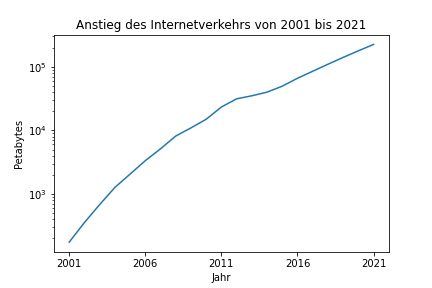 Anstieg des Internetverkehrs von 2001 bis 2021
Petabytes
10⁵
10⁴
10³
2001 2006 2011 2016 2021
Jahr